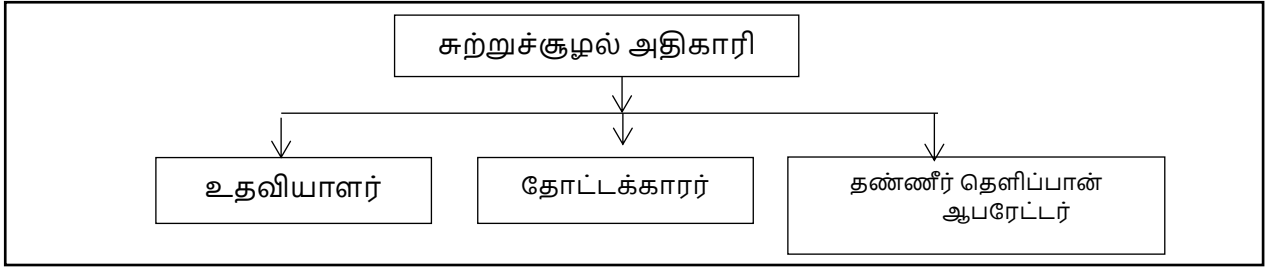 சுற்றுச்சூழல் அதிகாரி
உதவியாளர்
தோட்டக்காரர்
தண்ணீர் தெளிப்பான்
ஆபரேட்டர்